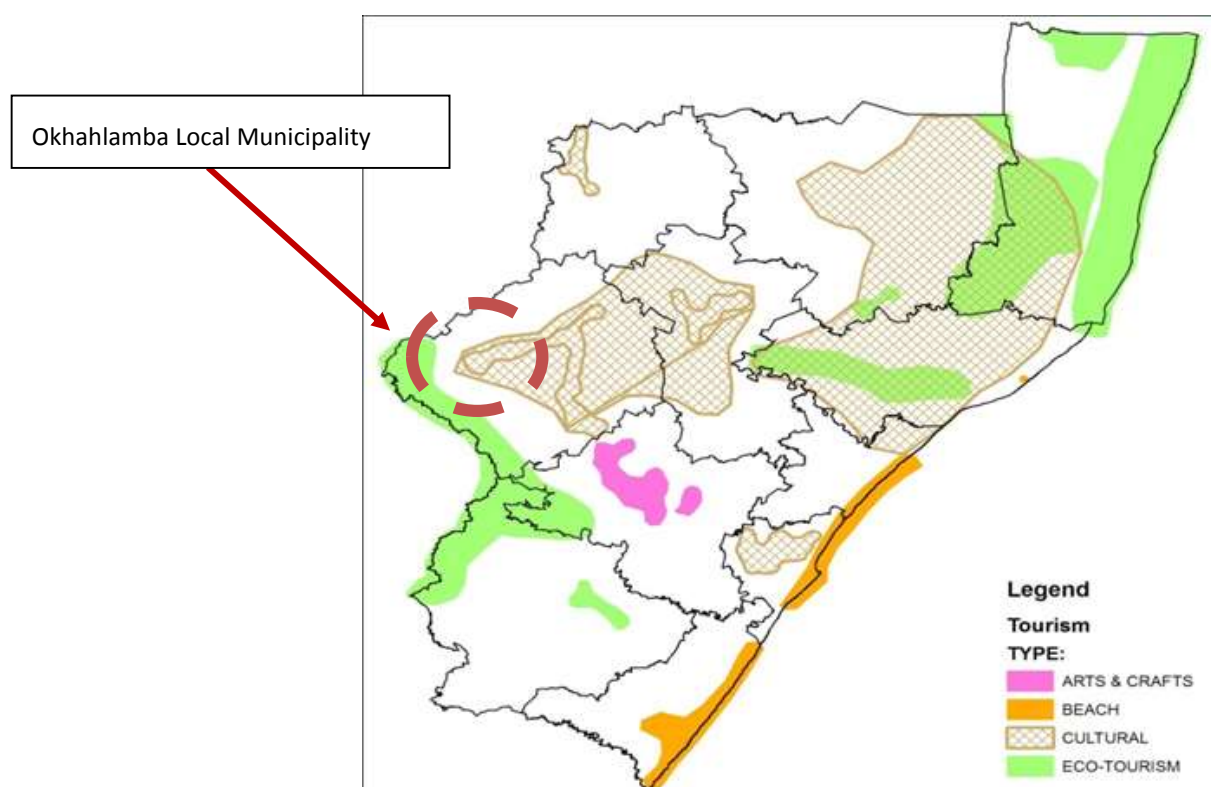 Okhahlamba Local Municipality
Legend
Tourism
TYPE:
ARTS & CRAFTS
BEACH
CULTURAL
ECO-TOURISM